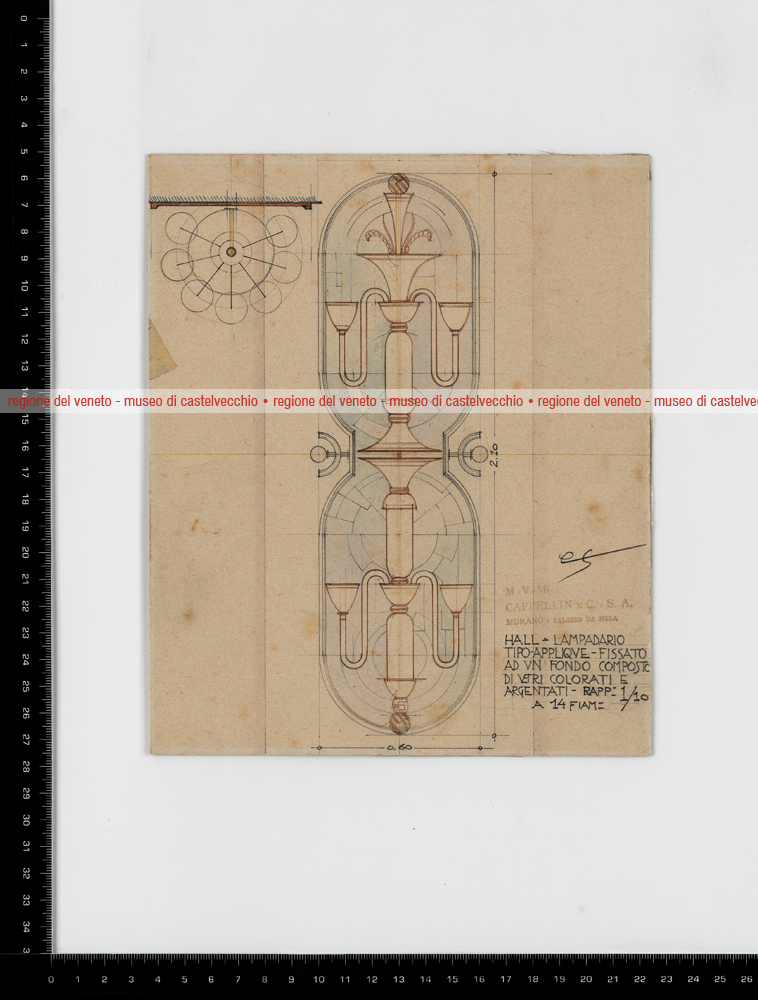 0 1 2 3 4 5 6 7 8 9 10 11 12 13 14 15 16 17 18 19 20 21 22 23 24 25 26 27 28 29 30 31 32 33 34 3
regione del veneto - museo di castelvecchio • regione del veneto - museo di castelvecchio • regione del veneto - museo di castelve
2.10
M. V. M.
CAPPELLIN E C. - S. A.
MURANO - PALGITO DA MULA
HALL - LAMPADARIO
TIPO-APPLIQVE - FISSATO
AD VN FONDO COMPOSTO
DI VETRI COLORATI E
ARGENTATI - RAPP= 1/10
A 14 FIAM=
0.60
0 1 2 3 4 5 6 7 8 9 10 11 12 13 14 15 16 17 18 19 20 21 22 23 24 25 26